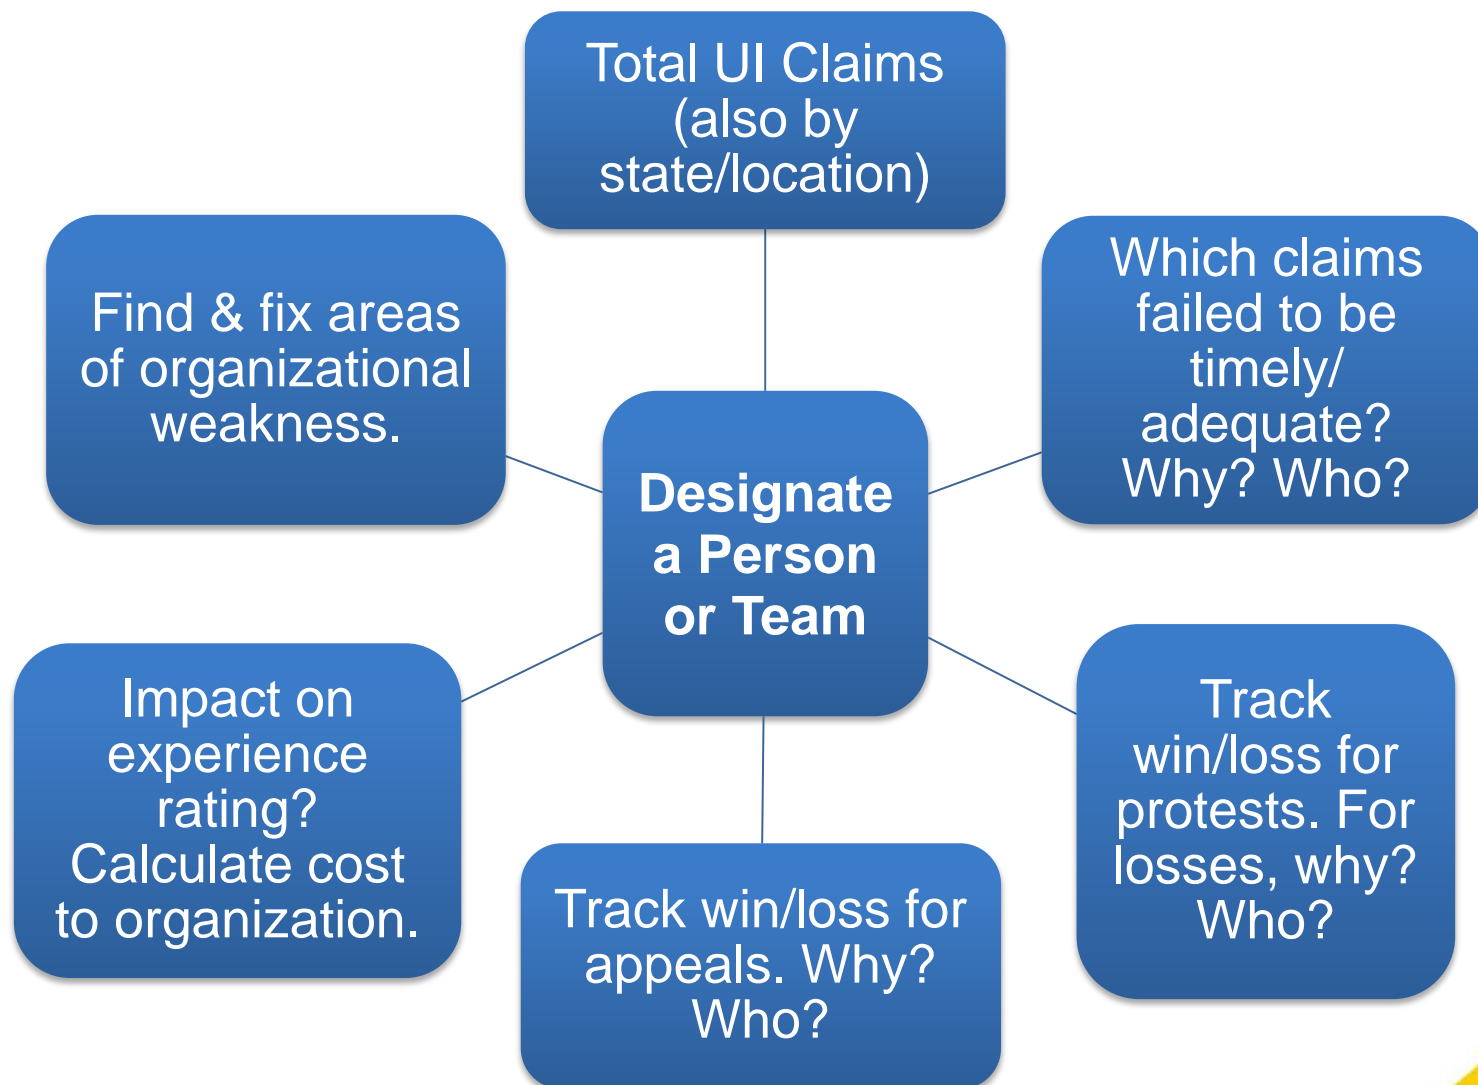 Total UI Claims
(also by
state/location)
Which claims
failed to be
timely/
adequate?
Why? Who?
Find & fix areas
of organizational
weakness.
Designate
a Person
or Team
Track
win/loss for
protests. For
losses, why?
Who?
Impact on
experience
rating?
Calculate cost
to organization.
Track win/loss for
appeals. Why?
Who?